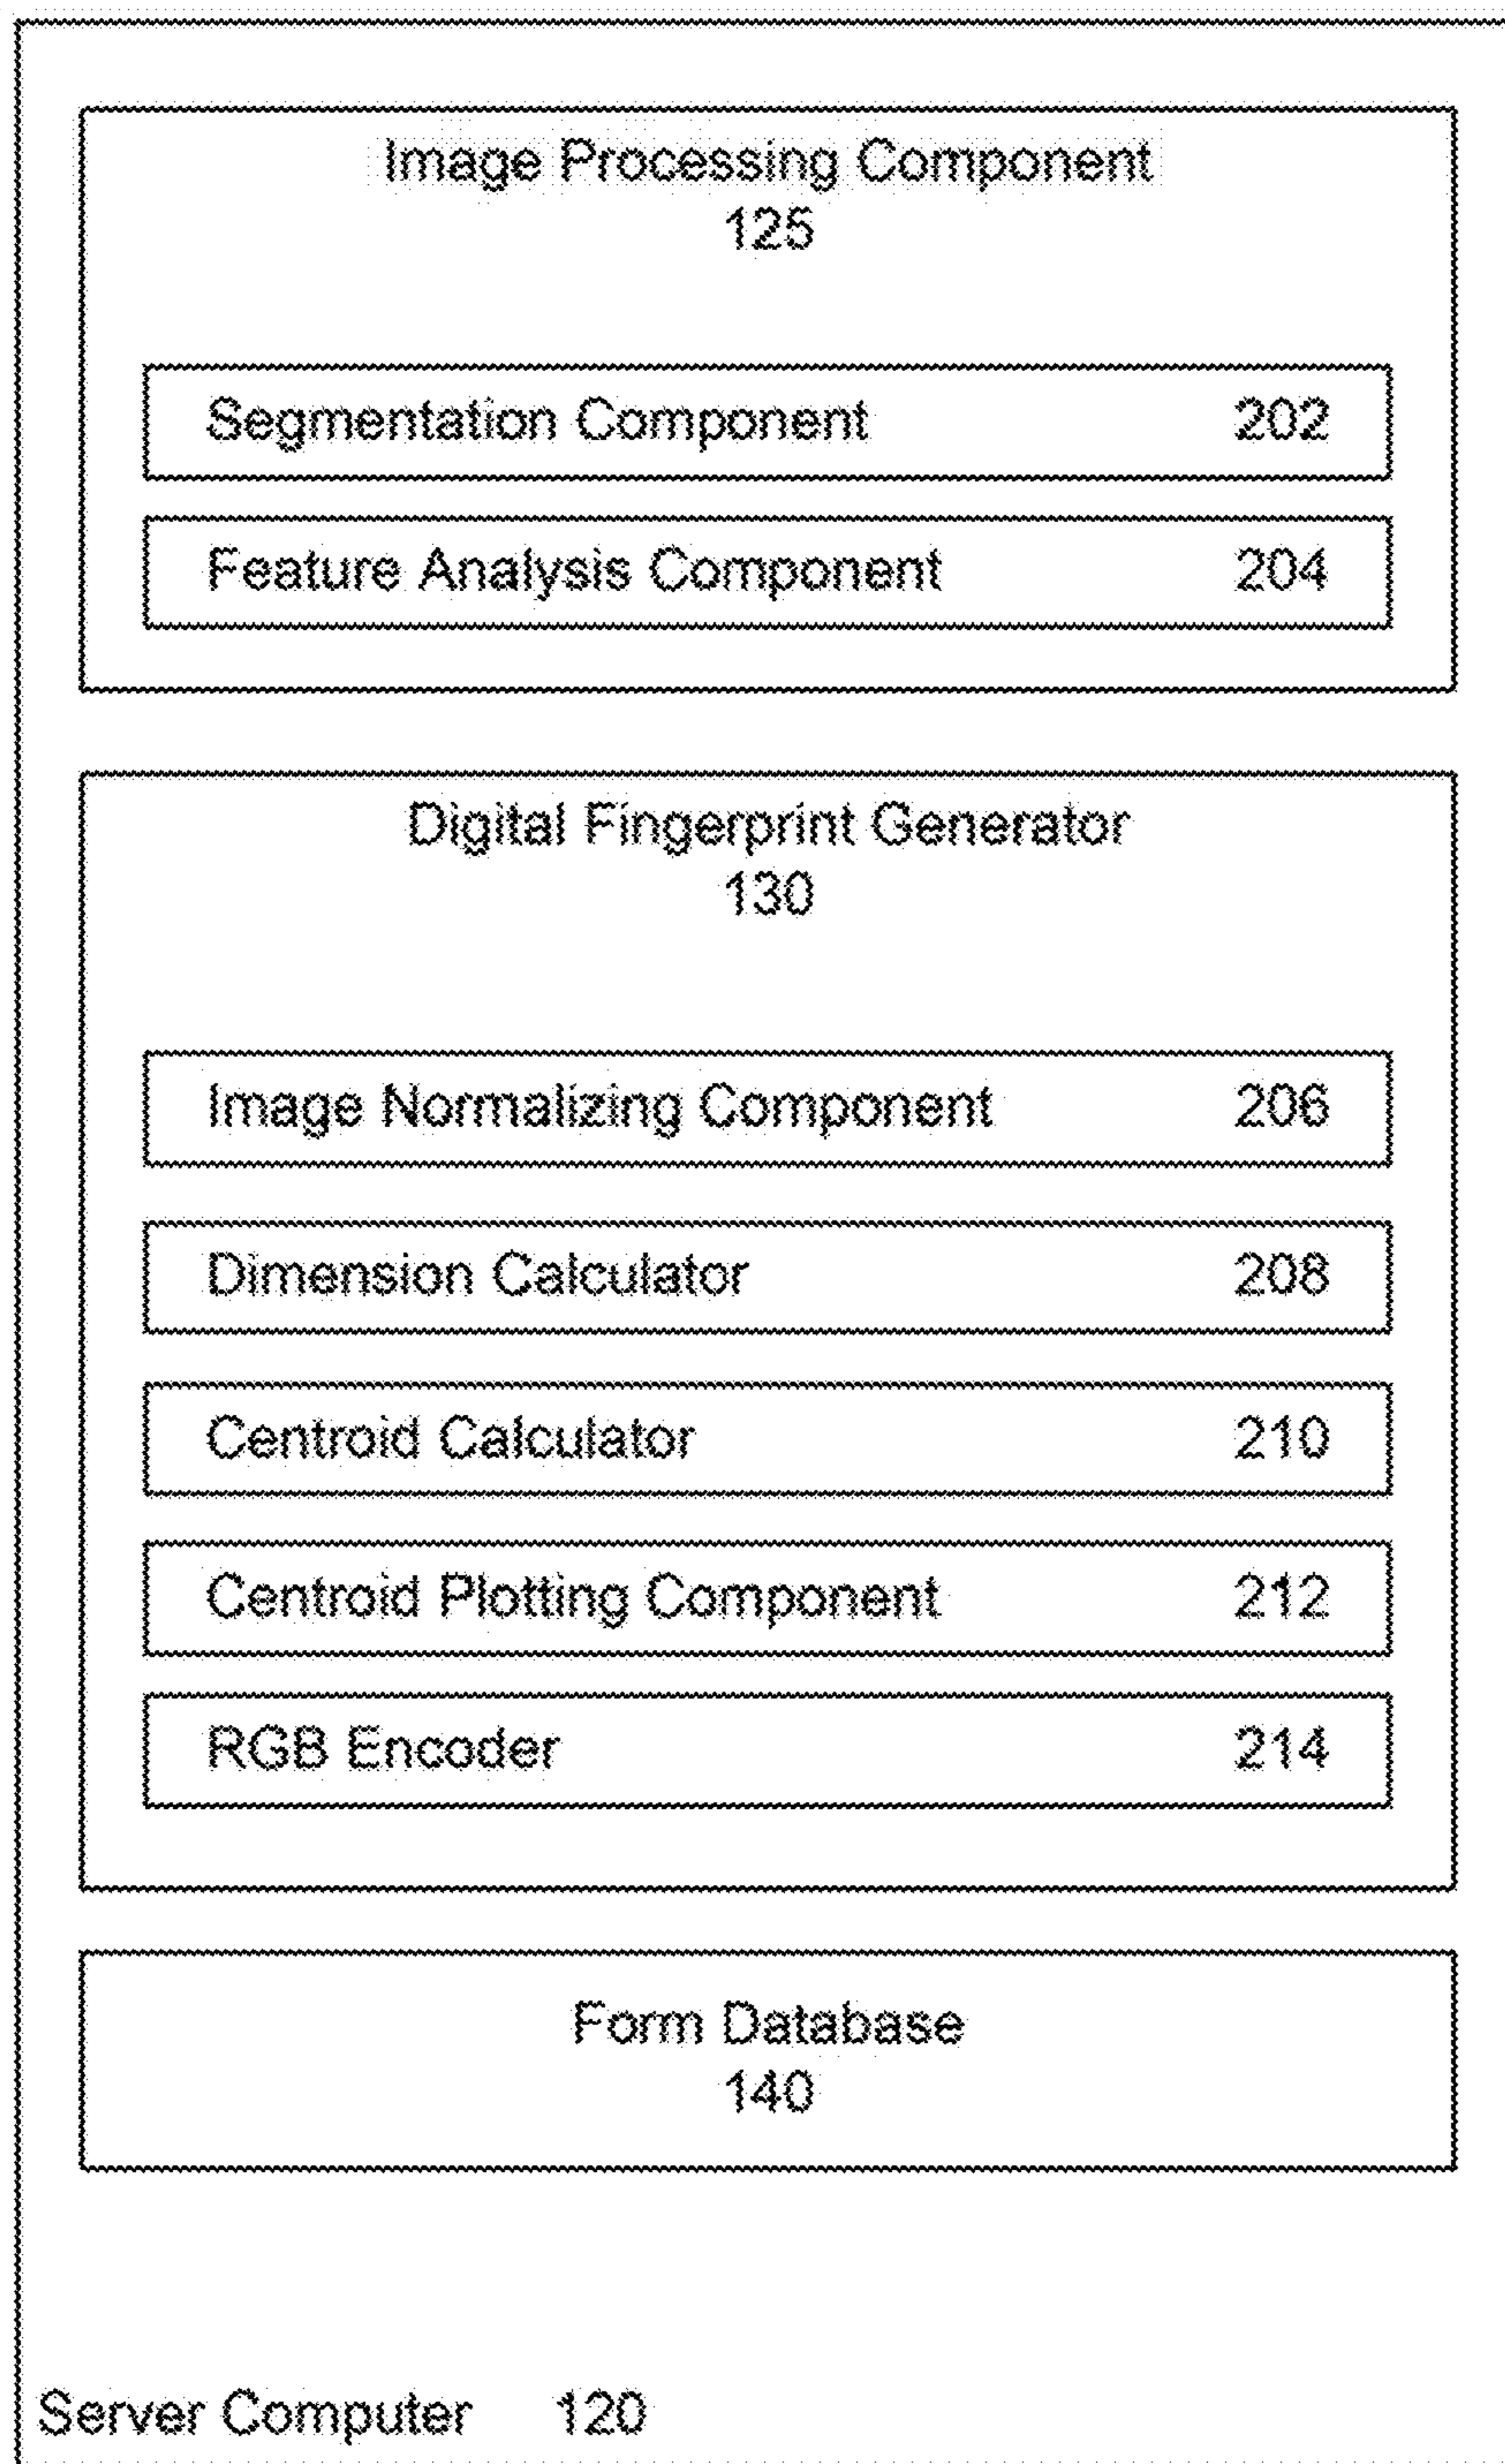 Image Processing Component
125
Segmentation Component 202
Feature Analysis Component 204
Digital Fingerprint Generator
130
Image Normalizing Component 206
Dimension Calculator 208
Centroid Calculator 210
Centroid Plotting Component 212
RGB Encoder 214
Form Database
140
Server Computer 120